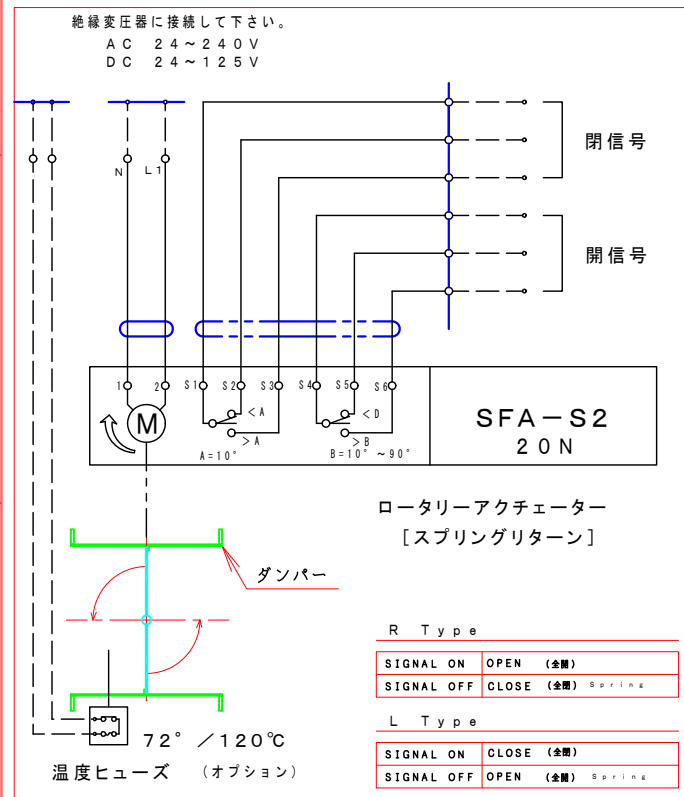 絶縁変圧器に接続して下さい。
AC 24~240V
DC 24~125V
N L1
閉信号
開信号
1 2 S1 S2 S3 S4 S5 S6
M
<A
>A
A=10°
<D
>B
B=10° ~90°
SFA-S2
20N
ロータリーアクチェーター
[スプリングリターン]
ダンパー
R Type
SIGNAL ON OPEN (全開)
SIGNAL OFF CLOSE (全閉) Spring
L Type
SIGNAL ON CLOSE (全閉)
SIGNAL OFF OPEN (全開) Spring
72° /120℃
温度ヒューズ (オプション)